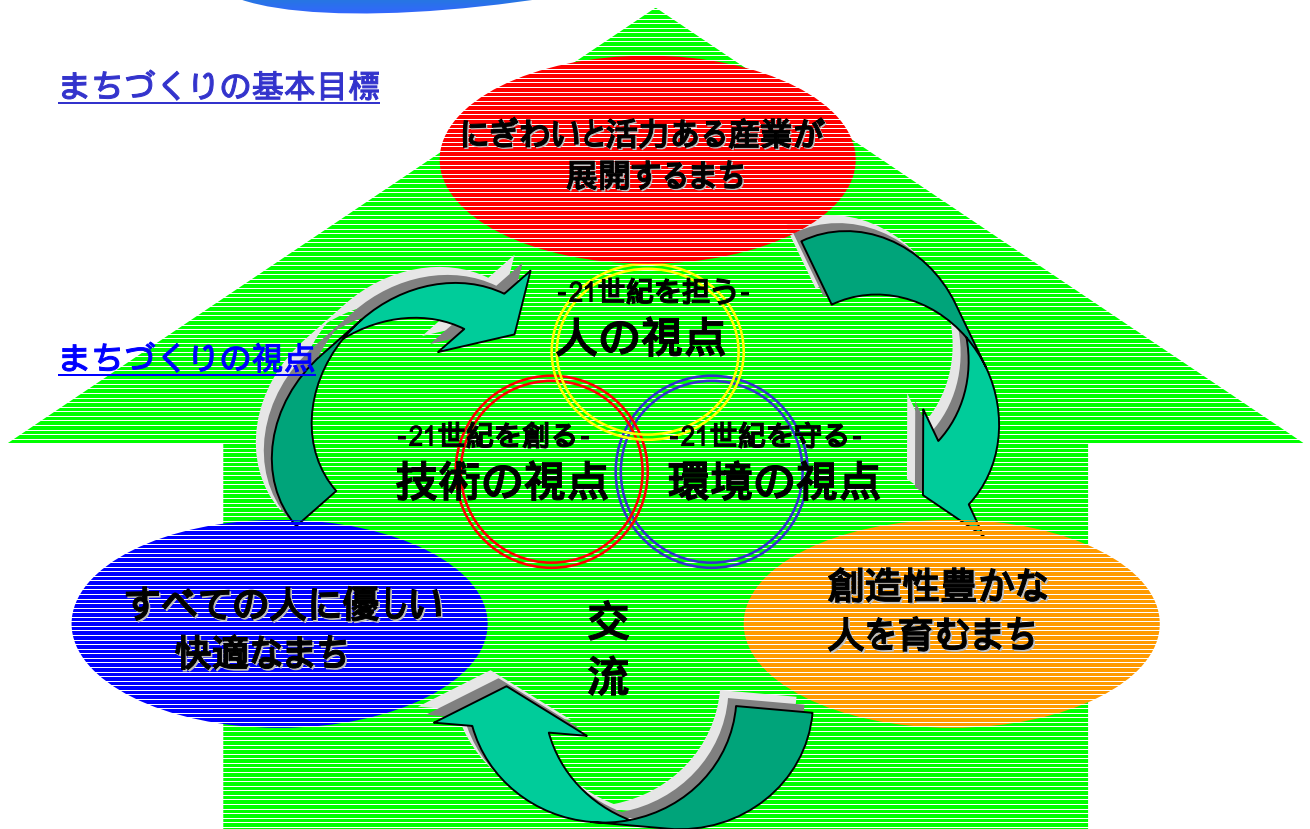 まちづくりの基本目標
にぎわいと活力ある産業が
展開するまち
-21世紀を担う-
人の視点
まちづくりの視点
-21世紀を創る-
技術の視点
-21世紀を守る-
環境の視点
すべての人に優しい
快適なまち
交
流
創造性豊かな
人を育むまち